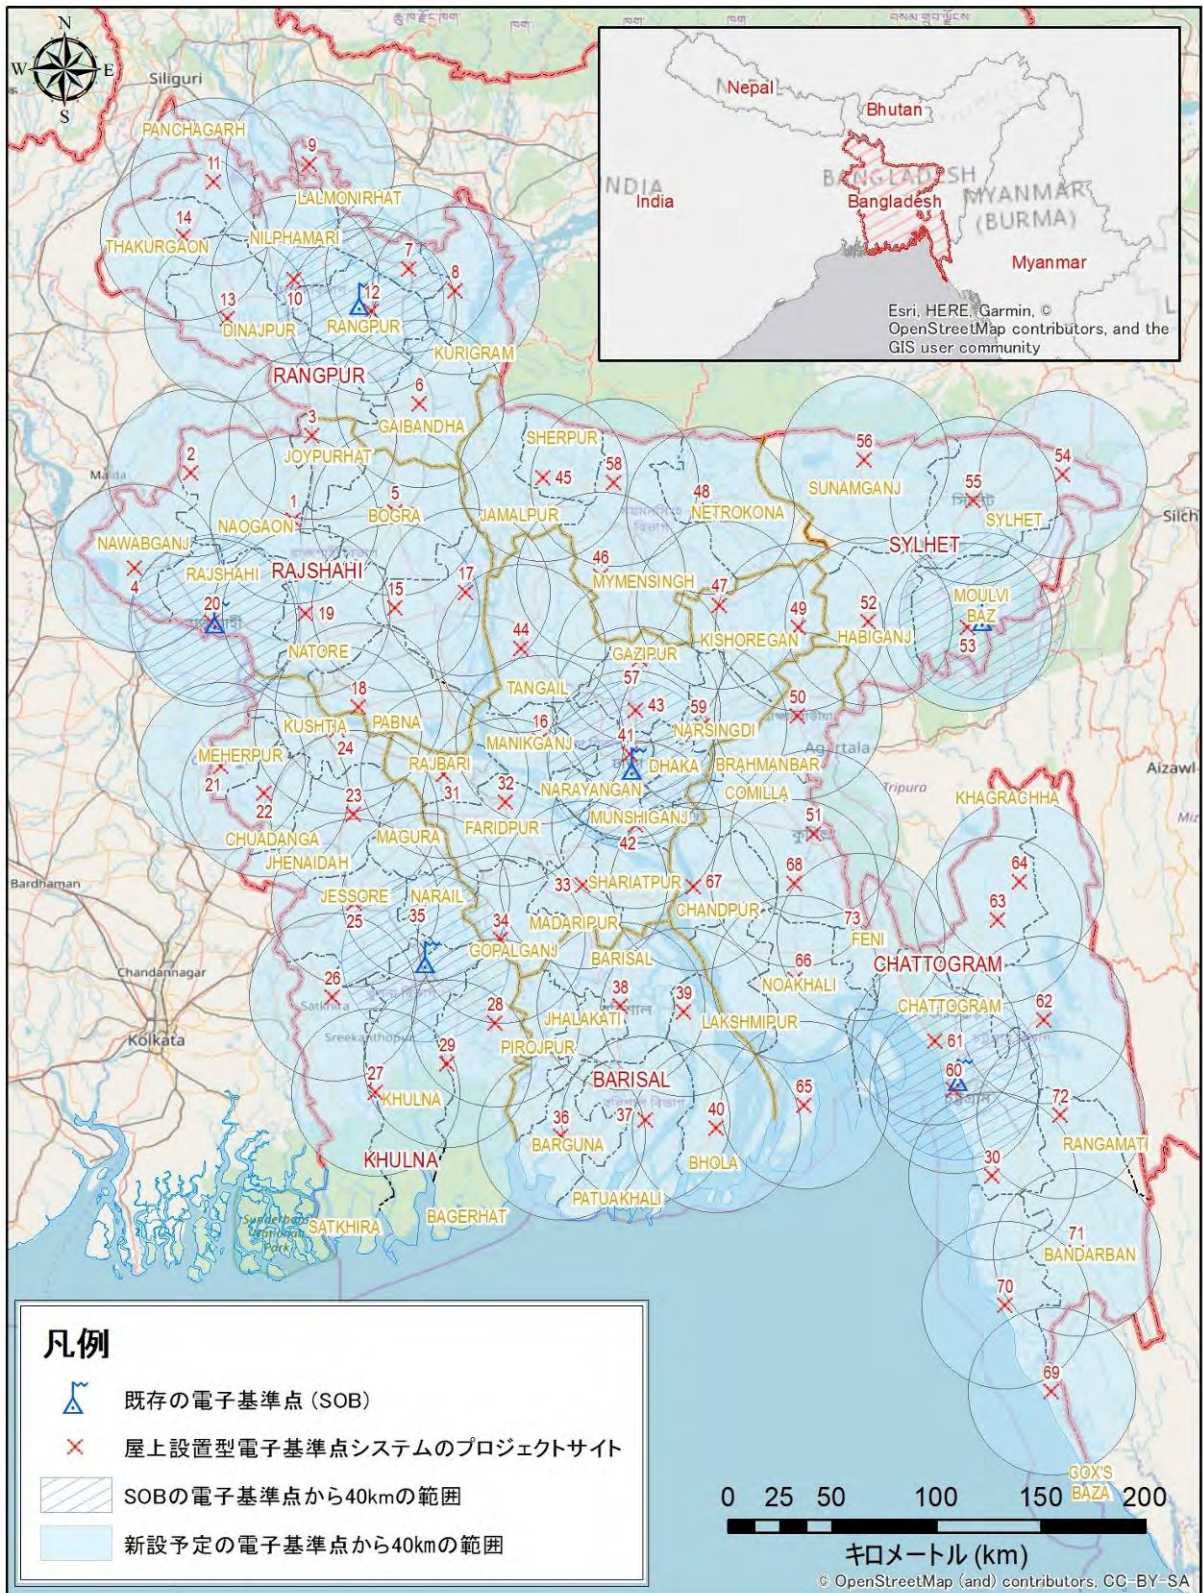 N
W
E
S
Siliguri
Nepal
Bhutan
BANGLADESH
India
Bangladesh
MYANMAR
(BURMA)
Myanmar
Esri, HERE, Garmin, ©
OpenStreetMap contributors, and the
GIS user community
PANCHAGARH
11
9
LALMONIRHAT
14
THAKURGAON
NILPHAMARI
7
8
10
12
13
DINAJPUR
RANGPUR
KURIGRAM
RANGPUR
6
GAIBANDHA
3
JOYPURHAT
SHERPUR
56
54
2
Malda
45
58
SUNAMGANJ
55
5
48
1
BOGRA
JAMALPUR
NETROKONA
NAOGAON
SYLHET
Silch
NAWABGANJ
SYLHET
4
RAJSHAHI
RAJSHAHI
46
MYMENSINGH
17
47
MOULVI
BAZ
20
19
15
49
52
53
NATORE
44
KISHOREGAN
HABIGANJ
GAZIPUR
57
TANGAIL
18
43
59
50
KUSHTIA
PABNA
16
24
MANIKGANJ
41
NARSINGDI
Agartala
MEHERPUR
RAJBARI
DHAKA
BRAHMANBAR
Aizawl
21
31
32
NARAYANGAN
COMILLA
Tripura
KHAGRAGHHA
22
23
FARIDPUR
MUNSHIGANJ
51
CHUADANGA
MAGURA
42
JHENAIDAH
68
64
Bardhaman
33
SHARIATPUR
67
JESSORE
NARAIL
CHANDPUR
63
25
35
34
MADARIPUR
73
FENI
GOPALGANJ
BARISAL
CHATTOGRAM
Chandannagar
66
26
NOAKHALI
Satkhira
38
39
CHATTOGRAM
62
28
JHALAKATI
LAKSHMIPUR
Kolkata
Sreekanthopur
PIROJPUR
61
29
BARISAL
60
27
65
KHULNA
72
36
37
40
BARGUNA
RANGAMATI
KHULNA
BHOLA
30
PATUAKHALI
SATKHIRA
BAGERHAT
Sunderbans
National
Park
71
BANDARBAN
70
69
COX'S
BAZA
凡例
既存の電子基準点 (SOB)
屋上設置型電子基準点システムのプロジェクトサイト
SOBの電子基準点から40kmの範囲
新設予定の電子基準点から40kmの範囲
0 25 50 100 150 200
キロメートル (km)
© OpenStreetMap (and) contributors, CC-BY-SA